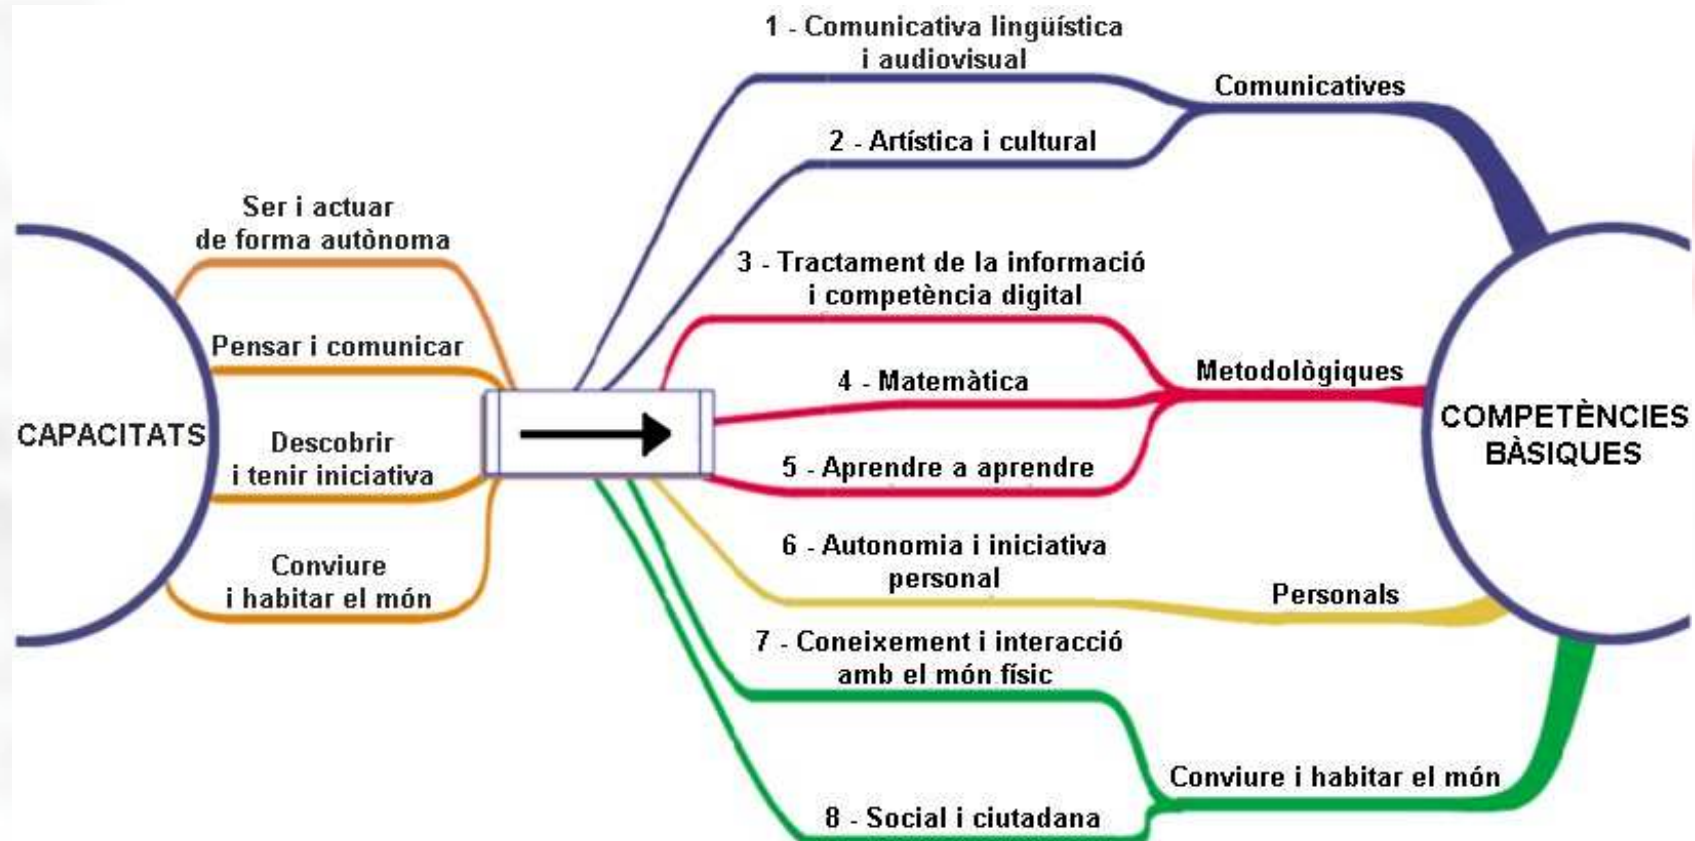 CAPACITATS
Ser i actuar
de forma autònoma
Pensar i comunicar
Descobrir
i tenir iniciativa
Conviure
i habitar el món
1 - Comunicativa lingüística
i audiovisual
2 - Artística i cultural
Comunicatives
3 - Tractament de la informació
i competència digital
4 - Matemàtica
5 - Aprendre a aprendre
Metodològiques
6 - Autonomia i iniciativa
personal
Personals
7 - Coneixement i interacció
amb el món físic
8 - Social i ciutadana
Conviure i habitar el món
COMPETÈNCIES
BÀSIQUES